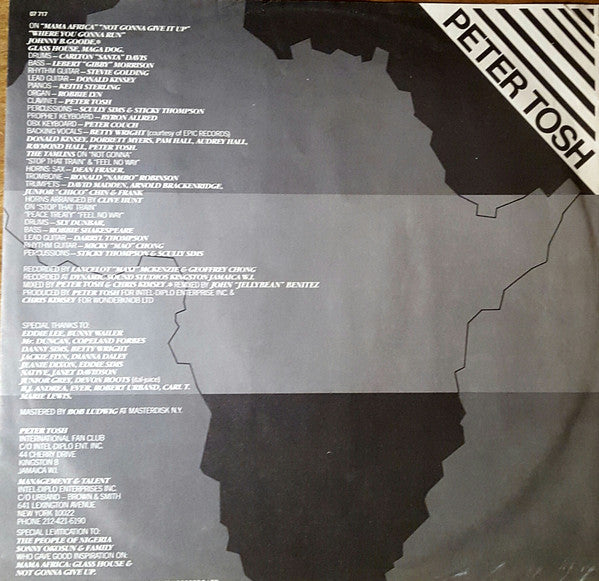 07 717
PETER TOSH
ON "MAMA AFRICA" "NOT GONNA GIVE IT UP"
"WHERE YOU GONNA RUN"
JOHNNY B.GOODE,*
GLASS HOUSE, MAGA DOG.
DRUMS – CARLTON "SANTA" DAVIS
BASS – LEBERT "GIBBY" MORRISON
RHYTHM GUITAR – STEVIE GOLDING
LEAD GUITAR – DONALD KINSEY
PIANOS – KEITH STERLING
ORGAN – ROBBIE LYN
CLAVINET – PETER TOSH
PERCUSSIONS – SCULLY SIMS & STICKY THOMPSON
PROPHET KEYBOARD – BYRON ALLRED
OBX KEYBOARD – PETER COUCH
BACKING VOCALS – BETTY WRIGHT (courtesy of EPIC RECORDS)
DONALD KINSEY, DORRETT MYERS, PAM HALL, AUDREY HALL,
RAYMOND HALL, PETER TOSH.
THE TAMLINS ON "NOT GONNA"
"STOP THAT TRAIN" & "FEEL NO WAY"
HORNS: SAX – DEAN FRASER,
TROMBONE – RONALD "NAMBO" ROBINSON
TRUMPETS – DAVID MADDEN, ARNOLD BRACKENRIDGE,
JUNIOR "CHICO" CHIN & FRANK
HORNS ARRANGED BY CLIVE HUNT
ON "STOP THAT TRAIN"
"PEACE TREATY" "FEEL NO WAY"
DRUMS – SLY DUNBAR,
BASS – ROBBIE SHAKESPEARE
LEAD GUITAR – DARRYL THOMPSON
RHYTHM GUITAR – MICKY "MAO" CHONG
PERCUSSIONS – STICKY THOMPSON & SCULLY SIMS
RECORDED BY LANCELOT "MAXI" MCKENZIE & GEOFFREY CHONG
RECORDED AT DYNAMIC SOUND STUDIOS KINGSTON JAMAICA W.I.
MIXED BY PETER TOSH & CHRIS KIMSEY.* REMIXED BY JOHN "JELLYBEAN" BENITEZ
PRODUCED BY PETER TOSH FOR INTEL-DIPLO ENTERPRISE INC. &
CHRIS KIMSEY FOR WONDERKNOB LTD
SPECIAL THANKS TO:
EDDIE LEE, BUNNY WAILER
Mr. DUNCAN, COPELAND FORBES
DANNY SIMS, BETTY WRIGHT
JACKIE FLYN, DIANNA DALEY
JEANIE DIXON, EDDIE SIMS
NATIVE, JANET DAVIDSON
JUNIOR GREY, DEVON ROOTS (ital-juice)
B.J. ANDREA, EVER, ROBERT URBAND, CARL T.
MARIE LEWIS.
MASTERED BY BOB LUDWIG AT MASTERDISK N.Y.
PETER TOSH
INTERNATIONAL FAN CLUB
C/O INTEL-DIPLO ENT. INC.
44 CHERRY DRIVE
KINGSTON 8
JAMAICA W.I.
MANAGEMENT & TALENT
INTEL-DIPLO ENTERPRISES INC.
C/O URBAND – BROWN & SMITH
641 LEXINGTON AVENUE
NEW YORK 10022
PHONE 212-421-6190
SPECIAL LEVITICATION TO:
THE PEOPLE OF NIGERIA
SONNY OKOSUN & FAMILY
WHO GAVE GOOD INSPIRATION ON:
MAMA AFRICA; GLASS HOUSE &
NOT GONNA GIVE UP.